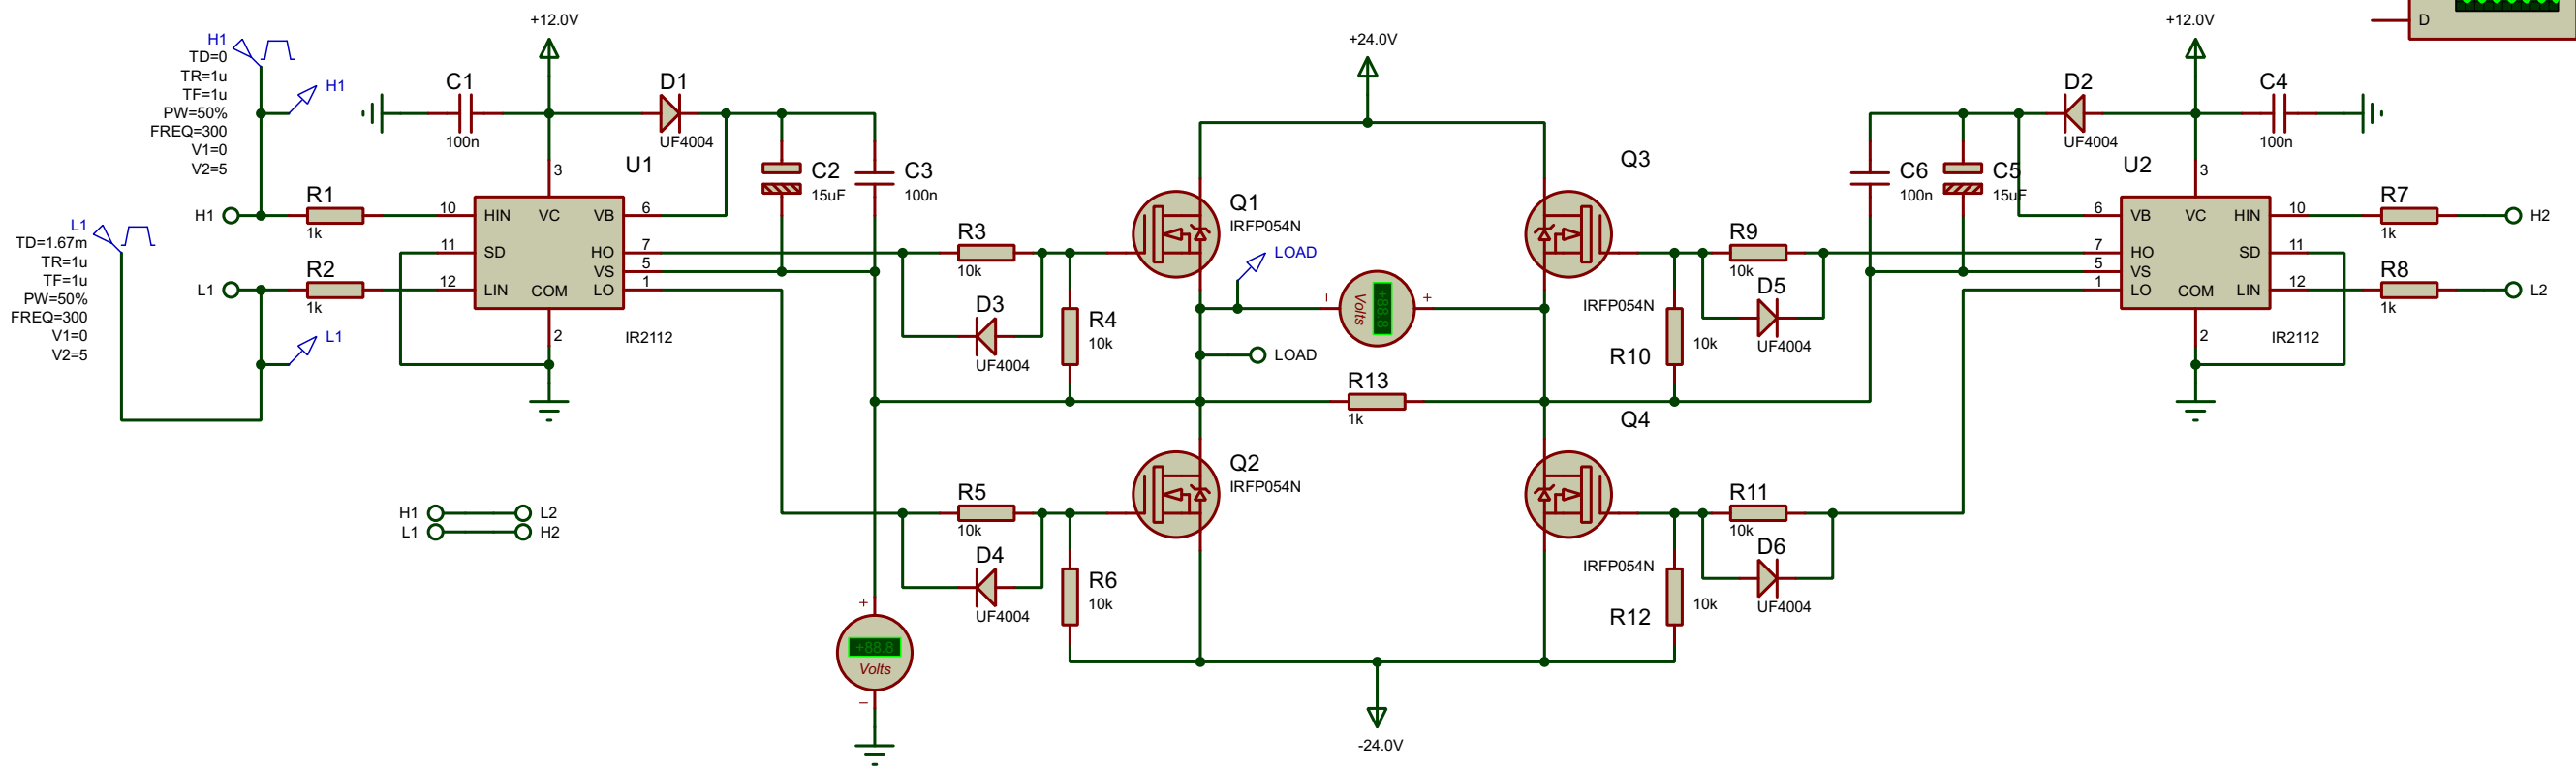 +12.0V
+24.0V
+12.0V
D
H1
TD=0
TR=1u
TF=1u
PW=50%
FREQ=300
V1=0
V2=5
H1
C1
100n
D1
UF4004
U1
3
C2
15uF
C3
100n
H1
R1
1k
10
HIN
VC
VB
6
11
SD
HO
7
VS
5
12
LIN
COM
LO
1
2
IR2112
L1
TD=1.67m
TR=1u
TF=1u
PW=50%
FREQ=300
V1=0
V2=5
L1
R2
1k
L1
H1
L2
L1
H2
R3
10k
D3
UF4004
R4
10k
Q1
IRFP054N
LOAD
LOAD
−
+88.8
Volts
+
R13
1k
Q3
IRFP054N
R9
10k
D5
UF4004
R10
10k
R5
10k
D4
UF4004
R6
10k
Q2
IRFP054N
Q4
IRFP054N
R11
10k
D6
UF4004
R12
10k
+
+88.8
Volts
−
-24.0V
C6
100n
C5
15uF
D2
UF4004
C4
100n
U2
3
6
VB
VC
HIN
10
7
HO
SD
11
5
VS
1
LO
COM
LIN
12
2
IR2112
R7
1k
H2
R8
1k
L2